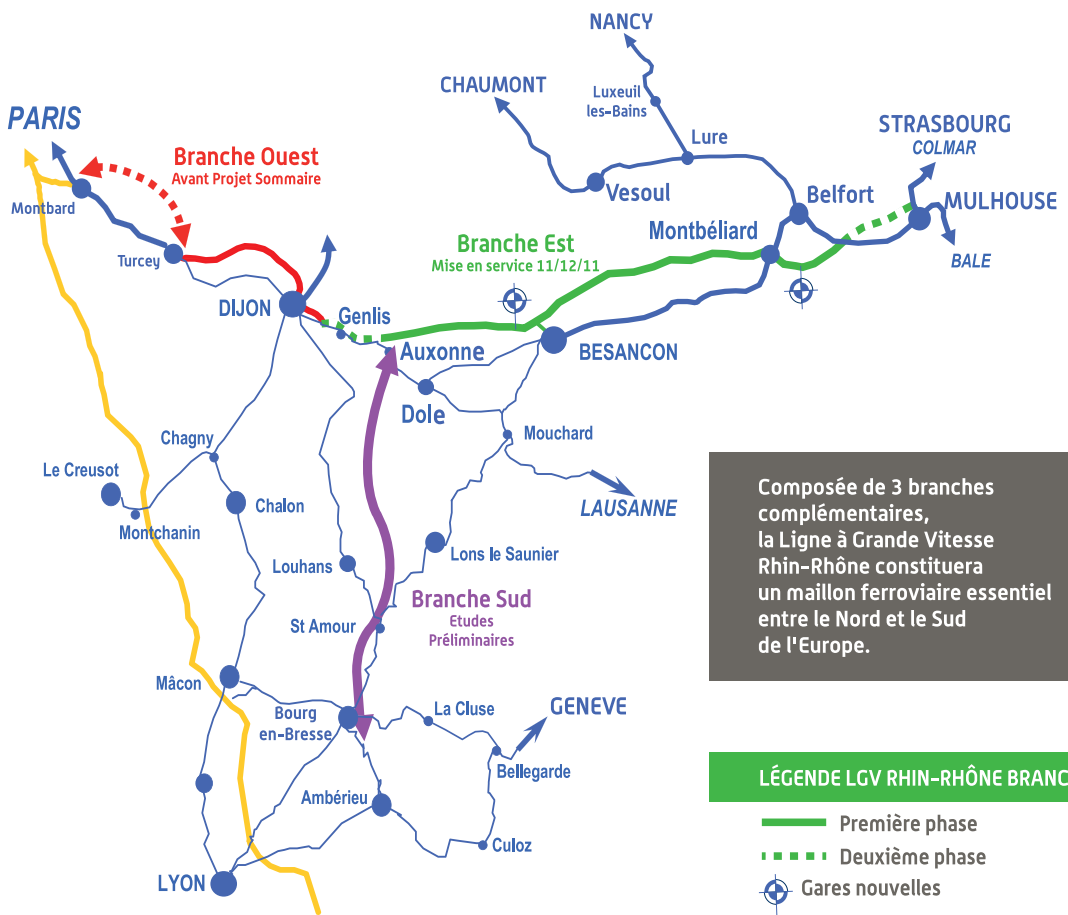 NANCY
CHAUMONT
Luxeuil
les-Bains
PARIS
STRASBOURG
COLMAR
Lure
Branche Ouest
Avant Projet Sommaire
Vesoul
Belfort
MULHOUSE
Montbard
Montbéliard
Branche Est
Mise en service 11/12/11
Turcey
BALE
DIJON
Genlis
Auxonne
BESANCON
Dole
Mouchard
Chagny
Le Creusot
LAUSANNE
Chalon
Montchanin
Composée de 3 branches
complémentaires,
la Ligne à Grande Vitesse
Rhin-Rhône constituera
un maillon ferroviaire essentiel
entre le Nord et le Sud
de l'Europe.
Lons le Saunier
Louhans
Branche Sud
Etudes
Préliminaires
St Amour
Mâcon
Bourg
en-Bresse
La Cluse
GENEVE
Bellegarde
Ambérieu
Culoz
LYON
LÉGENDE LGV RHIN-RHÔNE BRANC
Première phase
Deuxième phase
Gares nouvelles